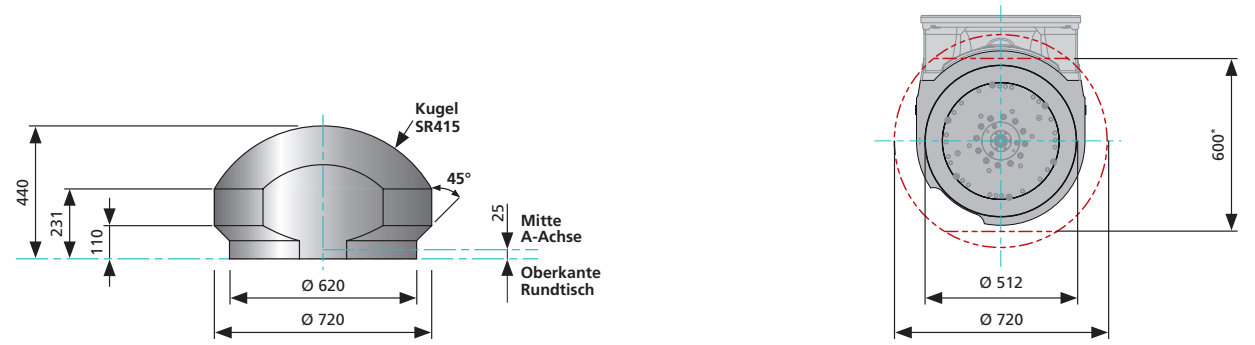 Kugel
SR415
45°
440
231
110
25
Mitte
A-Achse
Oberkante
Rundtisch
Ø 620
Ø 720
600*
Ø 512
Ø 720